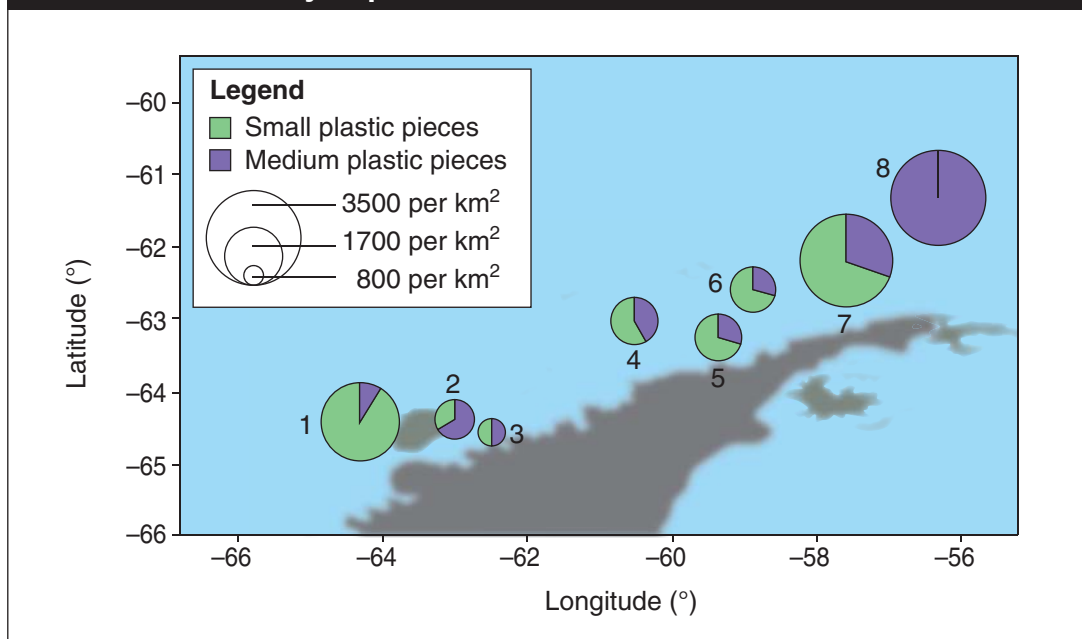 Legend
Small plastic pieces
Medium plastic pieces
3500 per km²
1700 per km²
800 per km²
–60
–61
–62
–63
–64
–65
–66
Latitude (°)
8
7
6
5
4
2
1
3
–66
–64
–62
–60
–58
–56
Longitude (°)